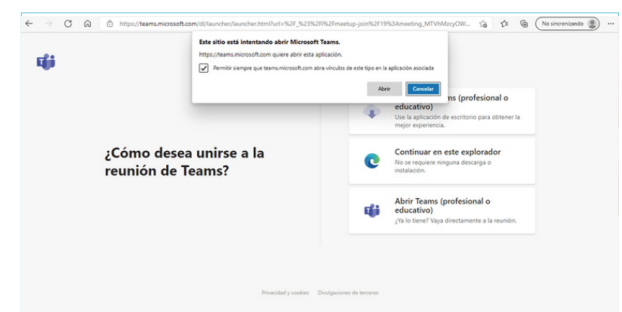 https://teams.microsoft.com/dl/launcher/launcher.html?url=%2F_%23%2Fl%2Fmeetup-join%2F19%3Ameeting_MTVhMzcyOW...
No sincronizando
Este sitio está intentando abrir Microsoft Teams.
https://teams.microsoft.com quiere abrir esta aplicación.
Permitir siempre que teams.microsoft.com abra vínculos de este tipo en la aplicación asociada
Abrir
Cancelar
ms (profesional o
educativo)
Use la aplicación de escritorio para obtener la
mejor experiencia.
¿Cómo desea unirse a la
reunión de Teams?
Continuar en este explorador
No se requiere ninguna descarga o
instalación.
Abrir Teams (profesional o
educativo)
¿Ya lo tiene? Vaya directamente a la reunión.
Privacidad y cookies
Divulgaciones de terceros